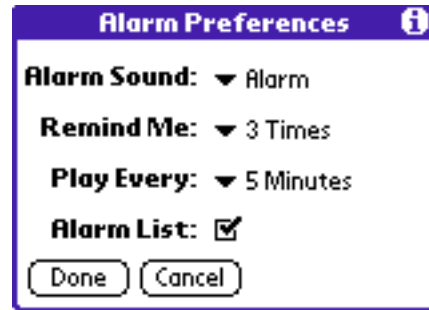 Alarm Preferences i
Alarm Sound: Alarm
Remind Me: 3 Times
Play Every: 5 Minutes
Alarm List:
Done Cancel